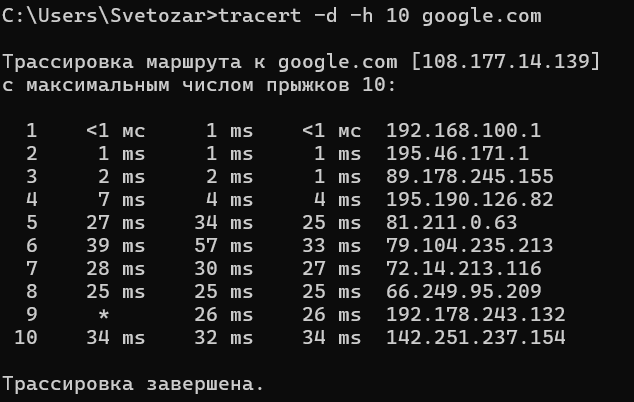 C:\Users\Svetozar>tracert -d -h 10 google.com
Трассировка маршрута к google.com [108.177.14.139]
с максимальным числом прыжков 10:
1 <1 мс 1 ms <1 мс 192.168.100.1
2 1 ms 1 ms 1 ms 195.46.171.1
3 2 ms 2 ms 1 ms 89.178.245.155
4 7 ms 4 ms 4 ms 195.190.126.82
5 27 ms 34 ms 25 ms 81.211.0.63
6 39 ms 57 ms 33 ms 79.104.235.213
7 28 ms 30 ms 27 ms 72.14.213.116
8 25 ms 25 ms 25 ms 66.249.95.209
9 * 26 ms 26 ms 192.178.243.132
10 34 ms 32 ms 34 ms 142.251.237.154
Трассировка завершена.